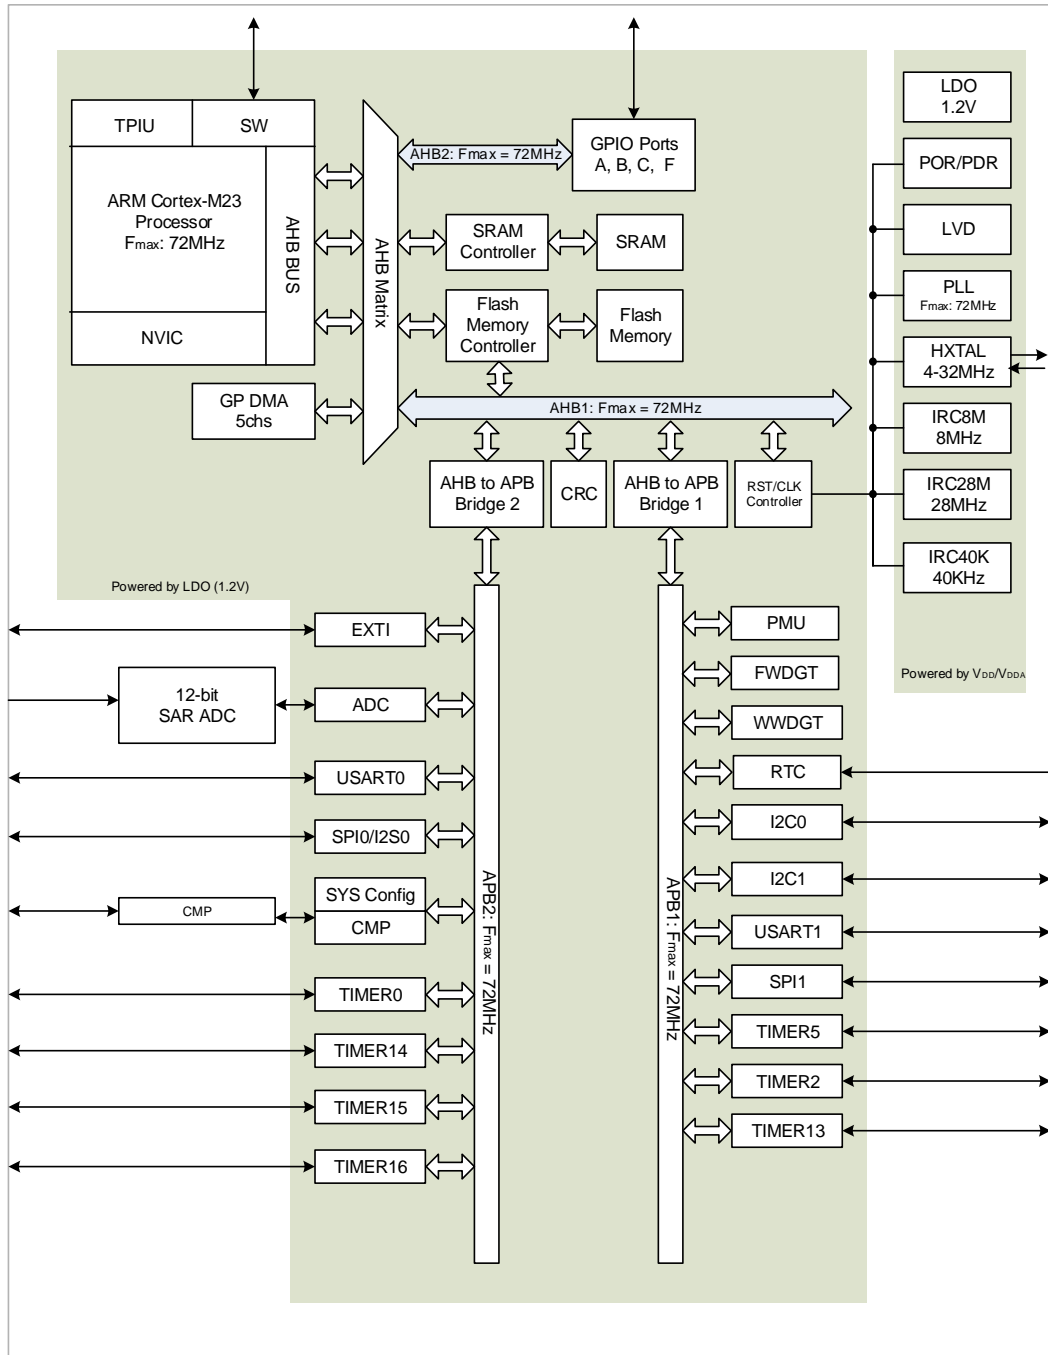 TPIU
SW
ARM Cortex-M23
Processor
Fmax: 72MHz
NVIC
AHB BUS
GP DMA
5chs
AHB Matrix
AHB2: Fmax = 72MHz
GPIO Ports
A, B, C, F
SRAM
Controller
SRAM
Flash
Memory
Controller
Flash
Memory
AHB1: Fmax = 72MHz
AHB to APB
Bridge 2
CRC
AHB to APB
Bridge 1
RST/CLK
Controller
LDO
1.2V
POR/PDR
LVD
PLL
Fmax: 72MHz
HXTAL
4-32MHz
IRC8M
8MHz
IRC28M
28MHz
IRC40K
40KHz
Powered by VDD/VDDA
Powered by LDO (1.2V)
EXTI
12-bit
SAR ADC
ADC
USART0
SPI0/I2S0
CMP
SYS Config
CMP
TIMER0
TIMER14
TIMER15
TIMER16
APB2: Fmax = 72MHz
APB1: Fmax = 72MHz
PMU
FWDGT
WWDGT
RTC
I2C0
I2C1
USART1
SPI1
TIMER5
TIMER2
TIMER13